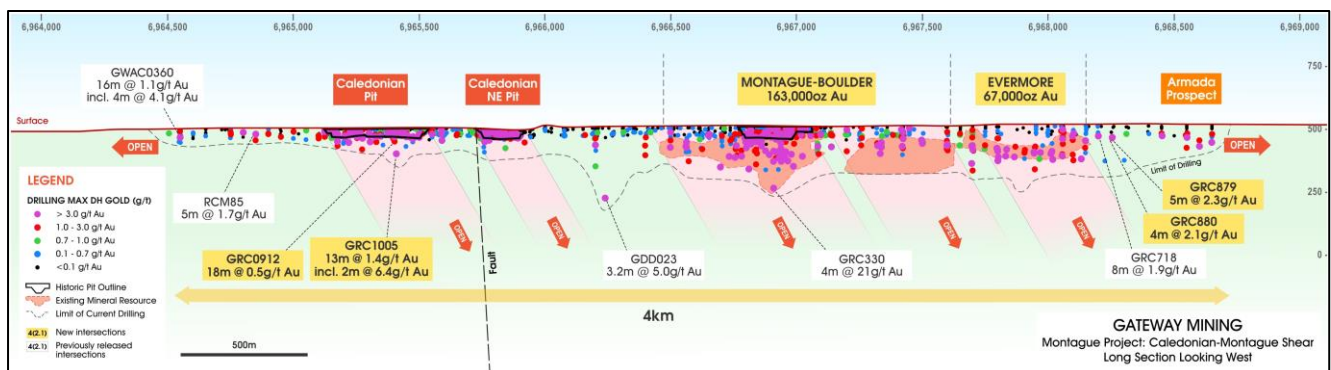 6,964,000
6,964,500
6,965,000
6,965,500
6,966,000
6,966,500
6,967,000
6,967,500
6,968,000
6,968,500
6,969,000
GWAC0360
16m @ 1.1g/t Au
incl. 4m @ 4.1g/t Au
Caledonian
Pit
Caledonian
NE Pit
MONTAGUE-BOULDER
163,000oz Au
EVERMORE
67,000oz Au
Armada
Prospect
750
Surface
500
OPEN
OPEN
Limit of Drilling
LEGEND
DRILLING MAX DH GOLD (g/t)
> 3.0 g/t Au
1.0 - 3.0 g/t Au
0.7 - 1.0 g/t Au
0.1 - 0.7 g/t Au
<0.1 g/t Au
Historic Pit Outline
Existing Mineral Resource
Limit of Current Drilling
4(2.1) New intersections
4(2.1) Previously released
intersections
RCM85
5m @ 1.7g/t Au
GRC0912
18m @ 0.5g/t Au
GRC1005
13m @ 1.4g/t Au
incl. 2m @ 6.4g/t Au
OPEN
Fault
OPEN
GDD023
3.2m @ 5.0g/t Au
OPEN
GRC330
4m @ 21g/t Au
OPEN
GRC879
5m @ 2.3g/t Au
GRC880
4m @ 2.1g/t Au
GRC718
8m @ 1.9g/t Au
250
0
4km
500m
GATEWAY MINING
Montague Project: Caledonian-Montague Shear
Long Section Looking West